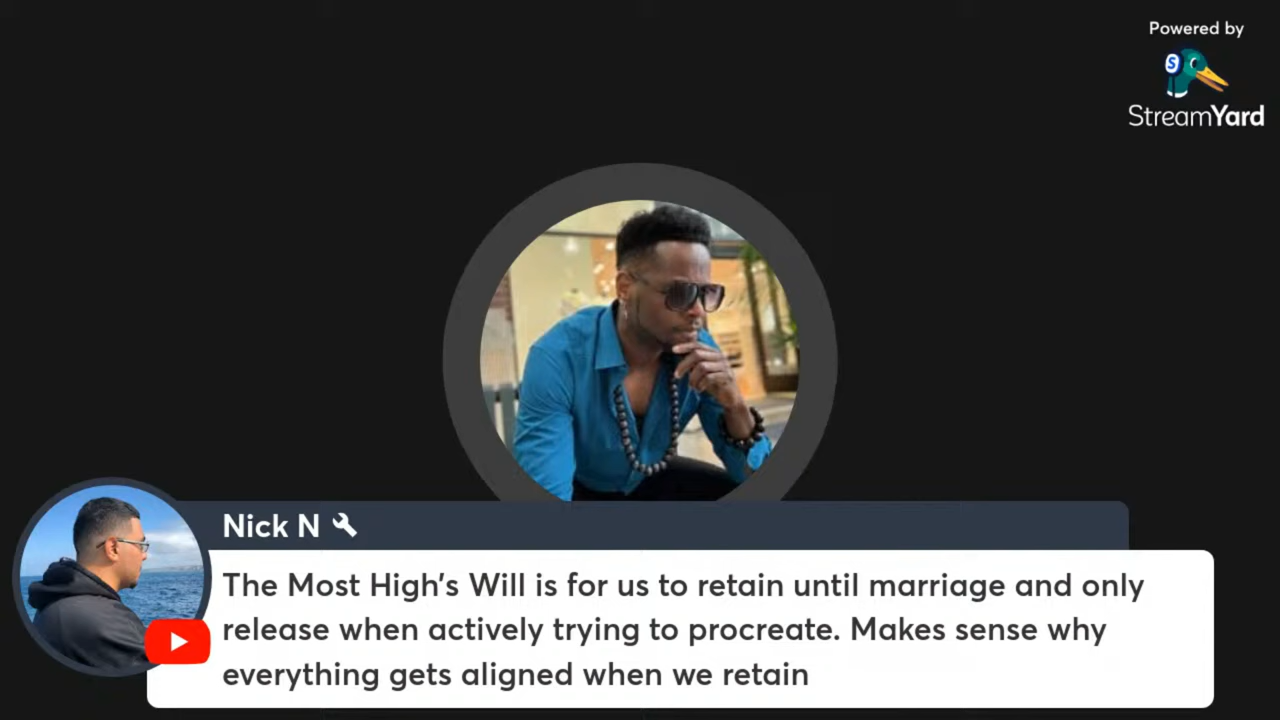 Powered by
S
StreamYard
Nick N
The Most High's Will is for us to retain until marriage and only
release when actively trying to procreate. Makes sense why
everything gets aligned when we retain